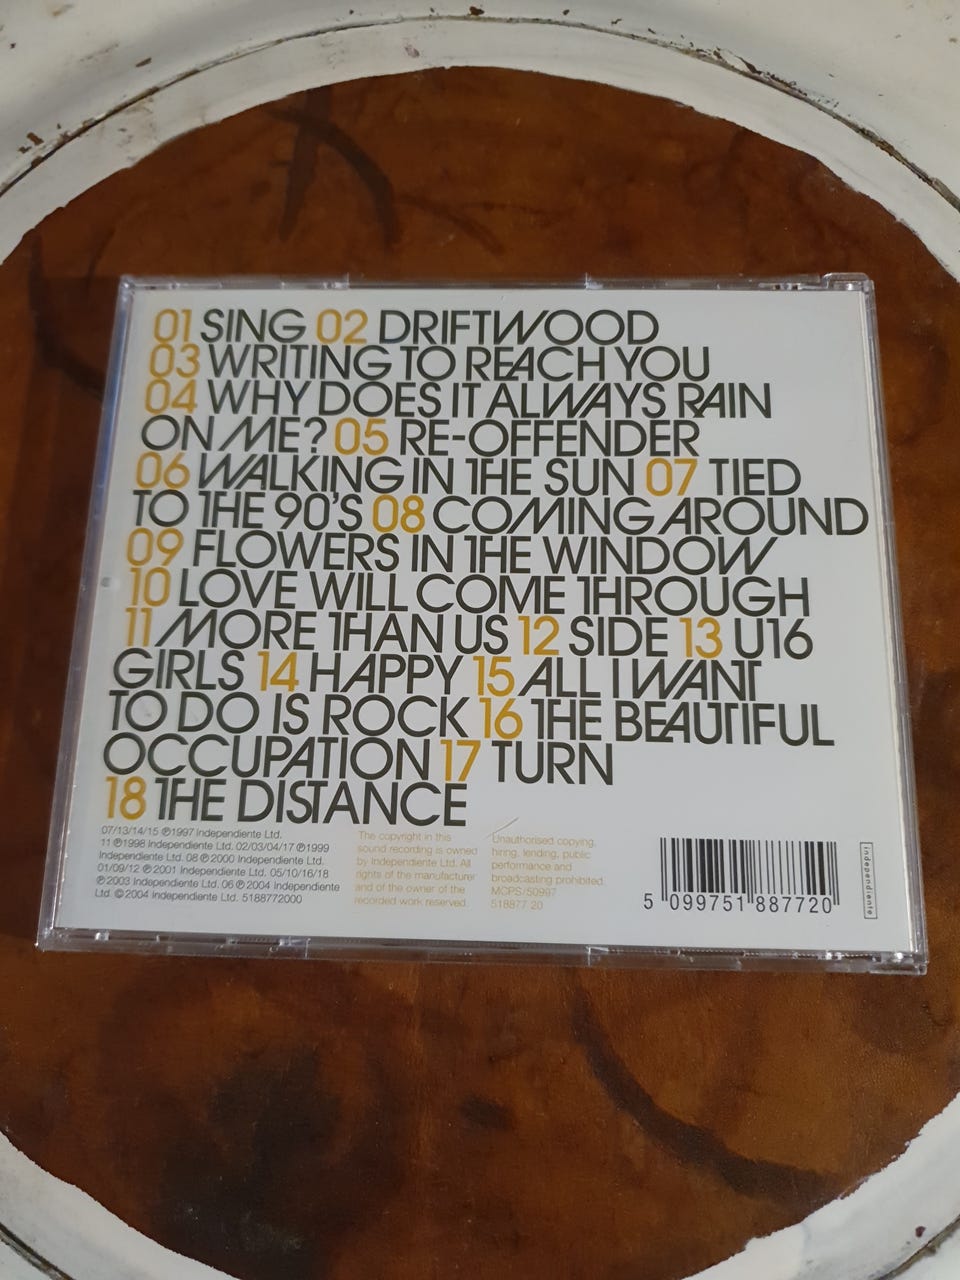 01 SING 02 DRIFTWOOD
03 WRITING TO REACH YOU
04 WHY DOES IT ALWAYS RAIN
ON ME? 05 RE-OFFENDER
06 WALKING IN THE SUN 07 TIED
TO THE 90'S 08 COMING AROUND
09 FLOWERS IN THE WINDOW
10 LOVE WILL COME THROUGH
11 MORE THAN US 12 SIDE 13 U16
GIRLS 14 HAPPY 15 ALL I WANT
TO DO IS ROCK 16 THE BEAUTIFUL
OCCUPATION 17 TURN
18 THE DISTANCE
07/13/14/15 ℗1997 Independiente Ltd.
11 ℗1998 Independiente Ltd. 02/03/04/17 ℗1999
Independiente Ltd. 08 ℗2000 Independiente Ltd.
01/09/12 ℗2001 Independiente Ltd. 05/10/16/18
℗2003 Independiente Ltd. 06 ℗2004 Independiente
Ltd. ©2004 Independiente Ltd. 5188772000
The copyright in this
sound recording is owned
by Independiente Ltd. All
rights of the manufacturer
and of the owner of the
recorded work reserved.
Unauthorised copying,
hiring, lending, public
performance and
broadcasting prohibited.
MCPS/50997
518877 20
5 099751 887720
independiente